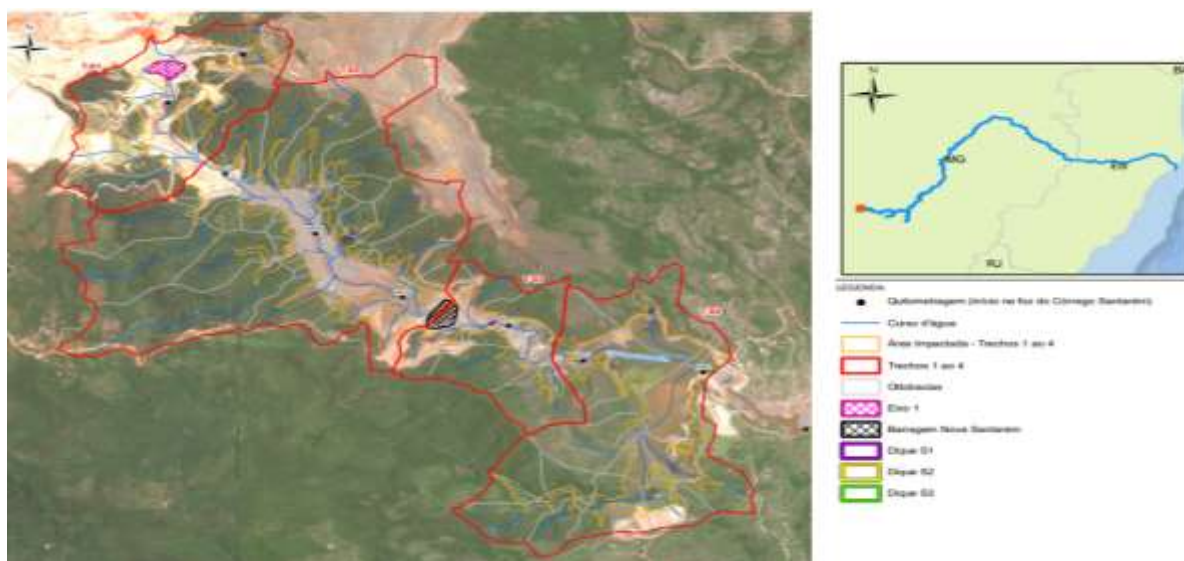 N
MG
ES
RJ
LEGENDA
Quilometragem (início na foz do Córrego Santarém)
Curso d'água
Área Impactada - Trechos 1 ao 4
Trechos 1 ao 4
Ottobacias
Eixo 1
Barragem Nova Santarém
Dique S1
Dique S2
Dique S3